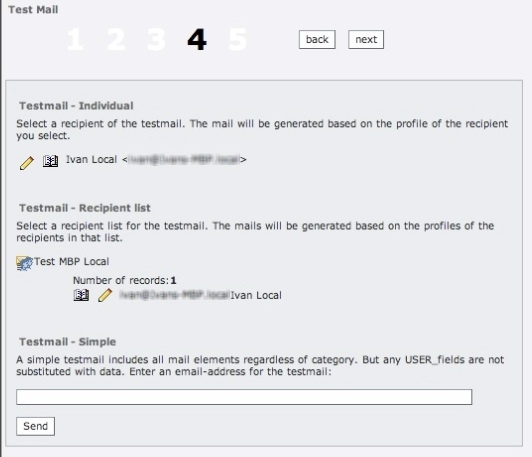 Test Mail
1 2 3 4 5 back next
Testmail - Individual
Select a recipient of the testmail. The mail will be generated based on the profile of the recipient
you select.
Ivan Local < >
Testmail - Recipient list
Select a recipient list for the testmail. The mails will be generated based on the profiles of the
recipients in that list.
Test MBP Local
Number of records:1
Ivan Local
Testmail - Simple
A simple testmail includes all mail elements regardless of category. But any USER_fields are not
substituted with data. Enter an email-address for the testmail:
Send